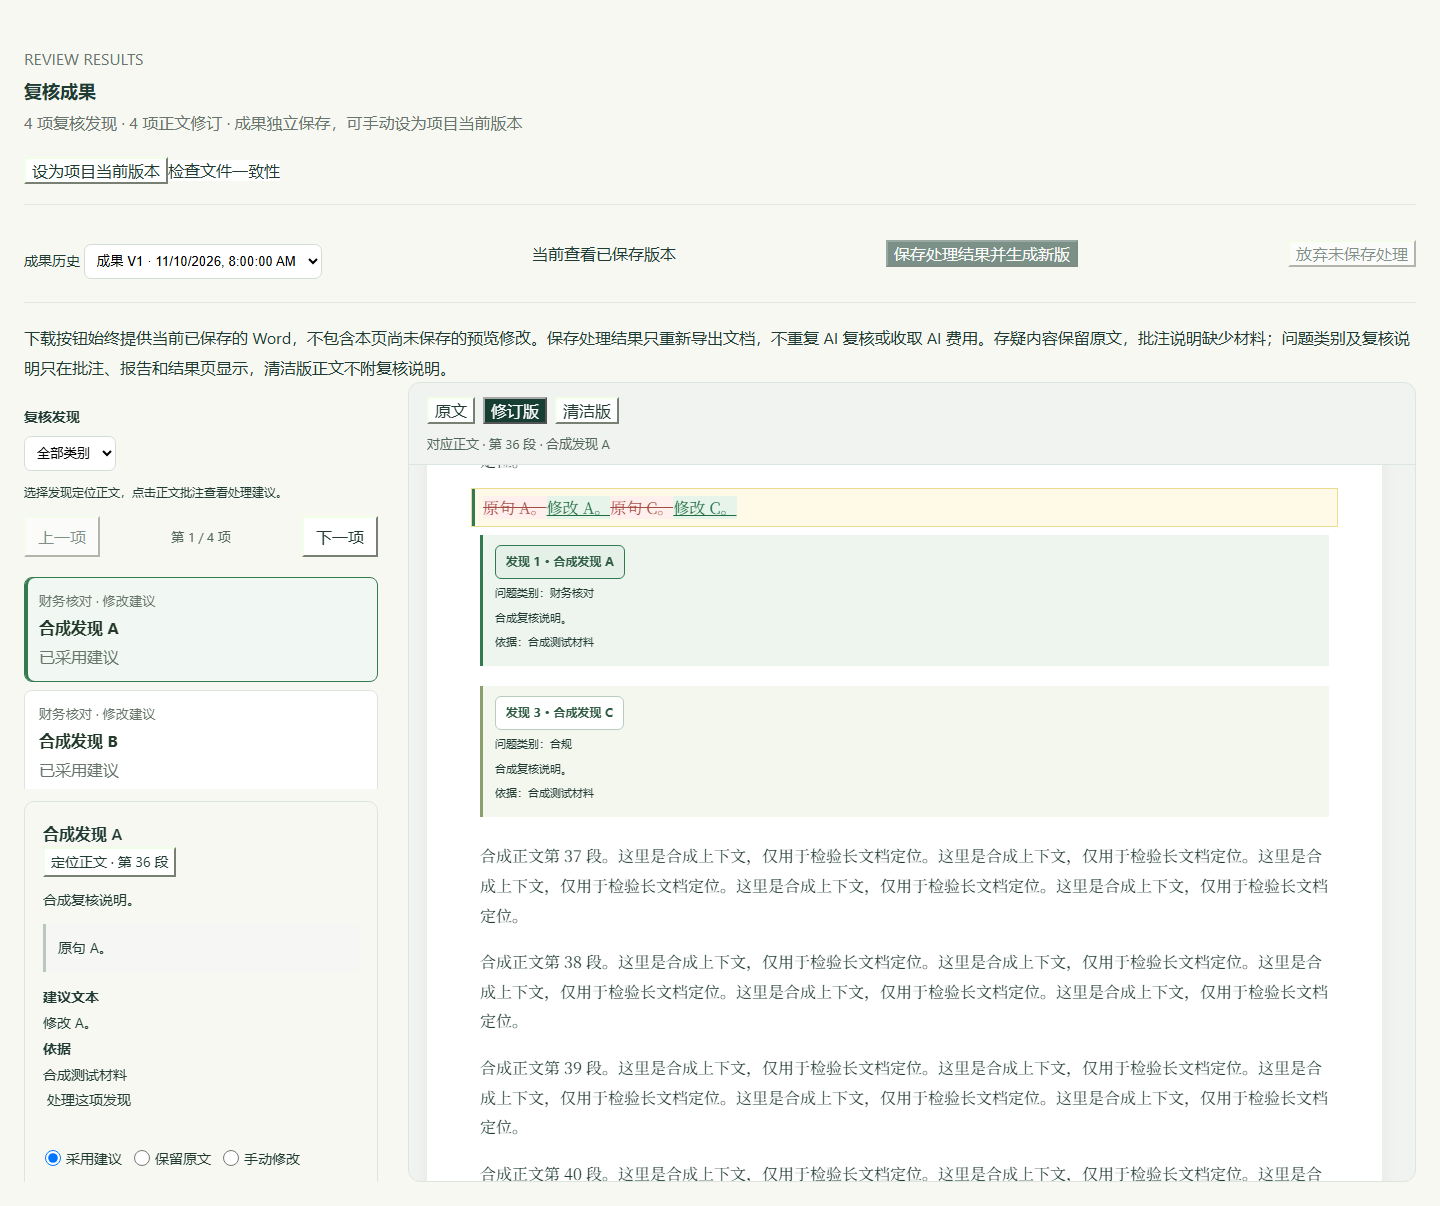 REVIEW RESULTS
复核成果
4 项复核发现 · 4 项正文修订 · 成果独立保存，可手动设为项目当前版本
设为项目当前版本 检查文件一致性
成果历史 成果 V1 · 11/10/2026, 8:00:00 AM 当前查看已保存版本 保存处理结果并生成新版 放弃未保存处理
下载按钮始终提供当前已保存的 Word，不包含本页尚未保存的预览修改。保存处理结果只重新导出文档，不重复 AI 复核或收取 AI 费用。存疑内容保留原文，批注说明缺少材料；问题类别及复核说
明只在批注、报告和结果页显示，清洁版正文不附复核说明。
复核发现
全部类别
选择发现定位正文，点击正文批注查看处理建议。
上一项 第 1 / 4 项 下一项
财务核对 · 修改建议
合成发现 A
已采用建议
财务核对 · 修改建议
合成发现 B
已采用建议
合成发现 A
定位正文 · 第 36 段
合成复核说明。
原句 A。
建议文本
修改 A。
依据
合成测试材料
处理这项发现
采用建议 保留原文 手动修改
原文 修订版 清洁版
对应正文 · 第 36 段 · 合成发现 A
原句 A。修改 A。原句 C。修改 C。
发现 1 • 合成发现 A
问题类别：财务核对
合成复核说明。
依据：合成测试材料
发现 3 • 合成发现 C
问题类别：合规
合成复核说明。
依据：合成测试材料
合成正文第 37 段。这里是合成上下文，仅用于检验长文档定位。这里是合成上下文，仅用于检验长文档定位。这里是合
成上下文，仅用于检验长文档定位。这里是合成上下文，仅用于检验长文档定位。这里是合成上下文，仅用于检验长文档
定位。
合成正文第 38 段。这里是合成上下文，仅用于检验长文档定位。这里是合成上下文，仅用于检验长文档定位。这里是合
成上下文，仅用于检验长文档定位。这里是合成上下文，仅用于检验长文档定位。这里是合成上下文，仅用于检验长文档
定位。
合成正文第 39 段。这里是合成上下文，仅用于检验长文档定位。这里是合成上下文，仅用于检验长文档定位。这里是合
成上下文，仅用于检验长文档定位。这里是合成上下文，仅用于检验长文档定位。这里是合成上下文，仅用于检验长文档
定位。
合成正文第 40 段。这里是合成上下文，仅用于检验长文档定位。这里是合成上下文，仅用于检验长文档定位。这里是合